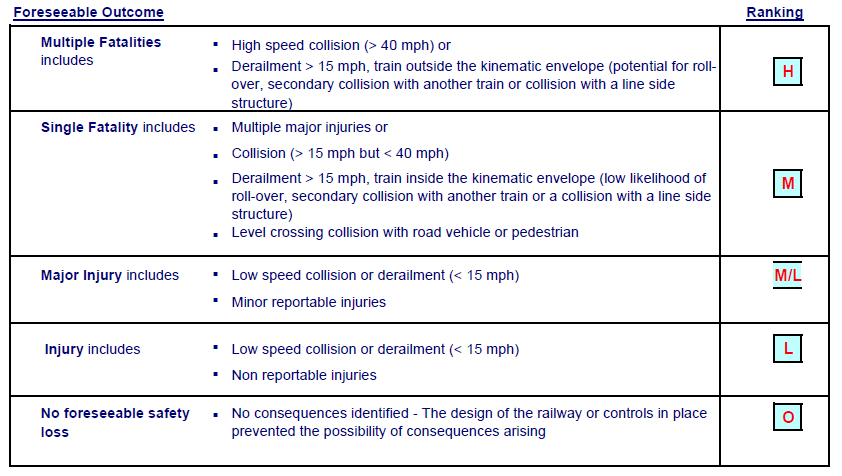 Foreseeable Outcome Ranking
Multiple Fatalities
includes
▪ High speed collision (> 40 mph) or
▪ Derailment > 15 mph, train outside the kinematic envelope (potential for roll-
over, secondary collision with another train or collision with a line side
structure)
H
Single Fatality includes
▪ Multiple major injuries or
▪ Collision (> 15 mph but < 40 mph)
▪ Derailment > 15 mph, train inside the kinematic envelope (low likelihood of
roll-over, secondary collision with another train or a collision with a line side
structure)
▪ Level crossing collision with road vehicle or pedestrian
M
Major Injury includes
▪ Low speed collision or derailment (< 15 mph)
▪ Minor reportable injuries
M/L
Injury includes
▪ Low speed collision or derailment (< 15 mph)
▪ Non reportable injuries
L
No foreseeable safety
loss
▪ No consequences identified - The design of the railway or controls in place
prevented the possibility of consequences arising
O